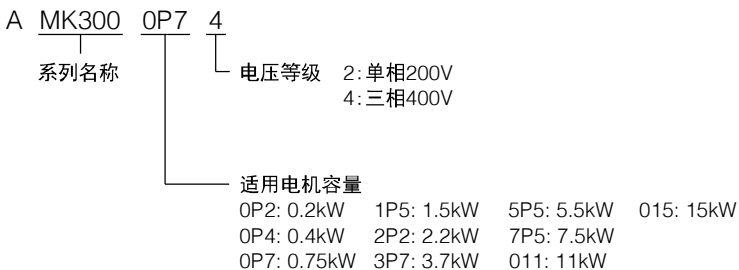 A MK300 0P7 4
系列名称
电压等级 2:单相200V
4:三相400V
适用电机容量
0P2: 0.2kW 1P5: 1.5kW 5P5: 5.5kW 015: 15kW
0P4: 0.4kW 2P2: 2.2kW 7P5: 7.5kW
0P7: 0.75kW 3P7: 3.7kW 011: 11kW